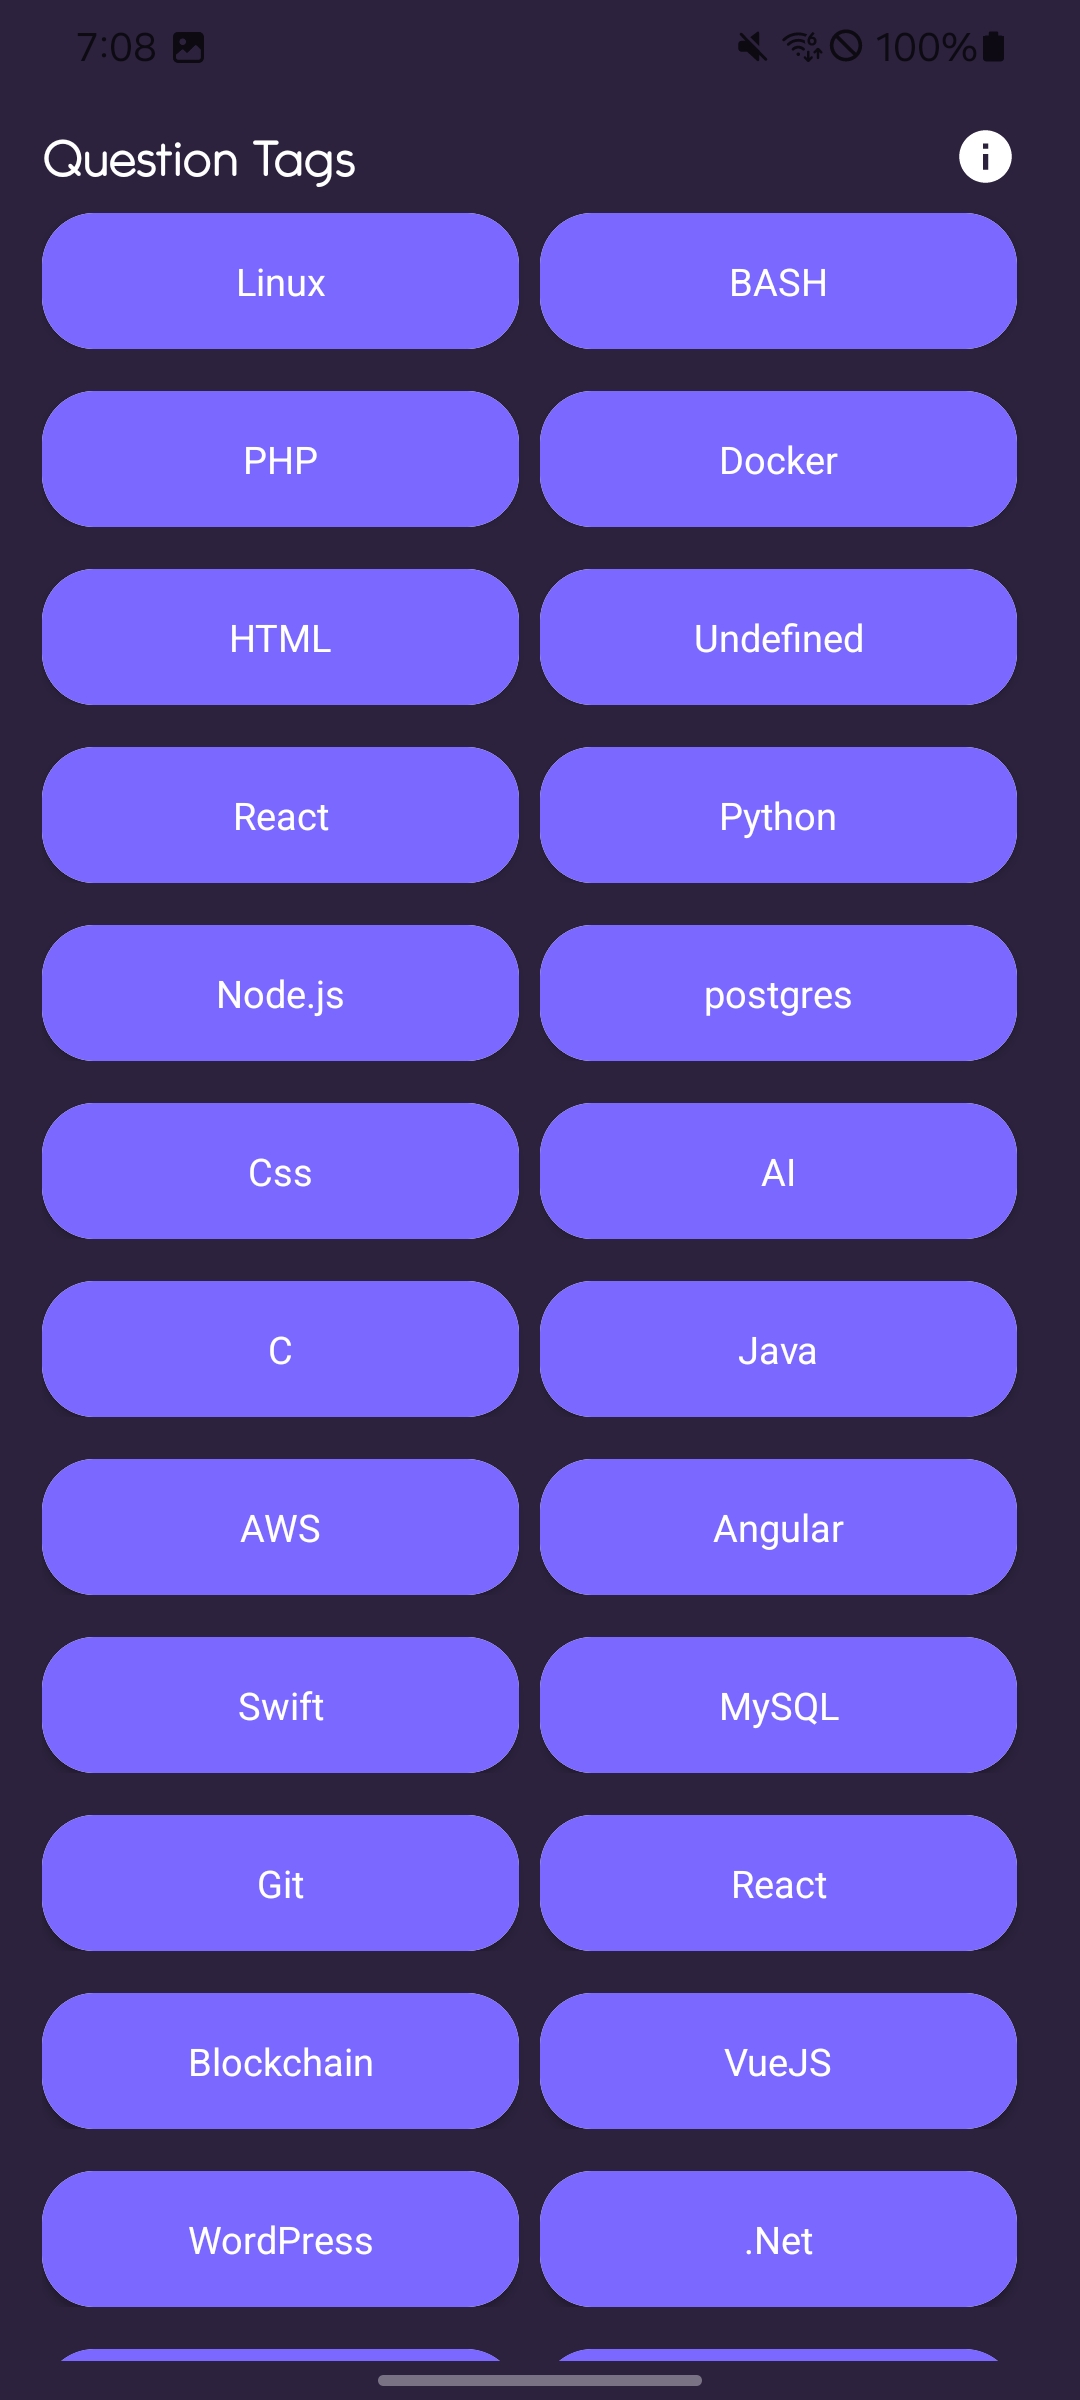 7:08 100%
Question Tags
Linux BASH
PHP Docker
HTML Undefined
React Python
Node.js postgres
Css AI
C Java
AWS Angular
Swift MySQL
Git React
Blockchain VueJS
WordPress .Net